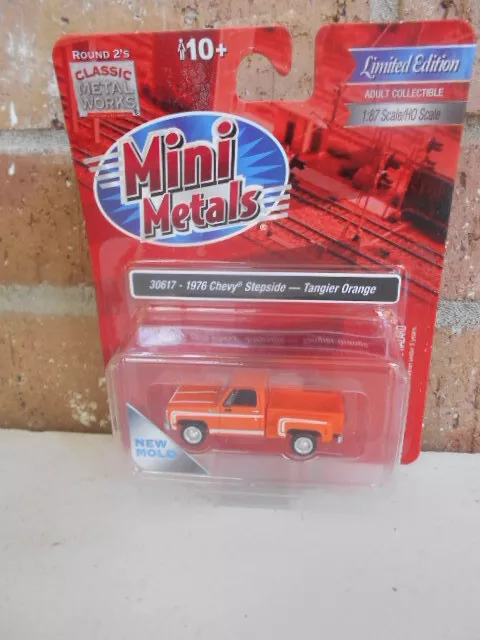 ROUND 2's
CLASSIC
METAL
WORKS
10+
Limited Edition
ADULT COLLECTIBLE
1:87 Scale/HO Scale
Mini
Metals®
30617 - 1976 Chevy® Stepside — Tangier Orange
NEW
MOLD